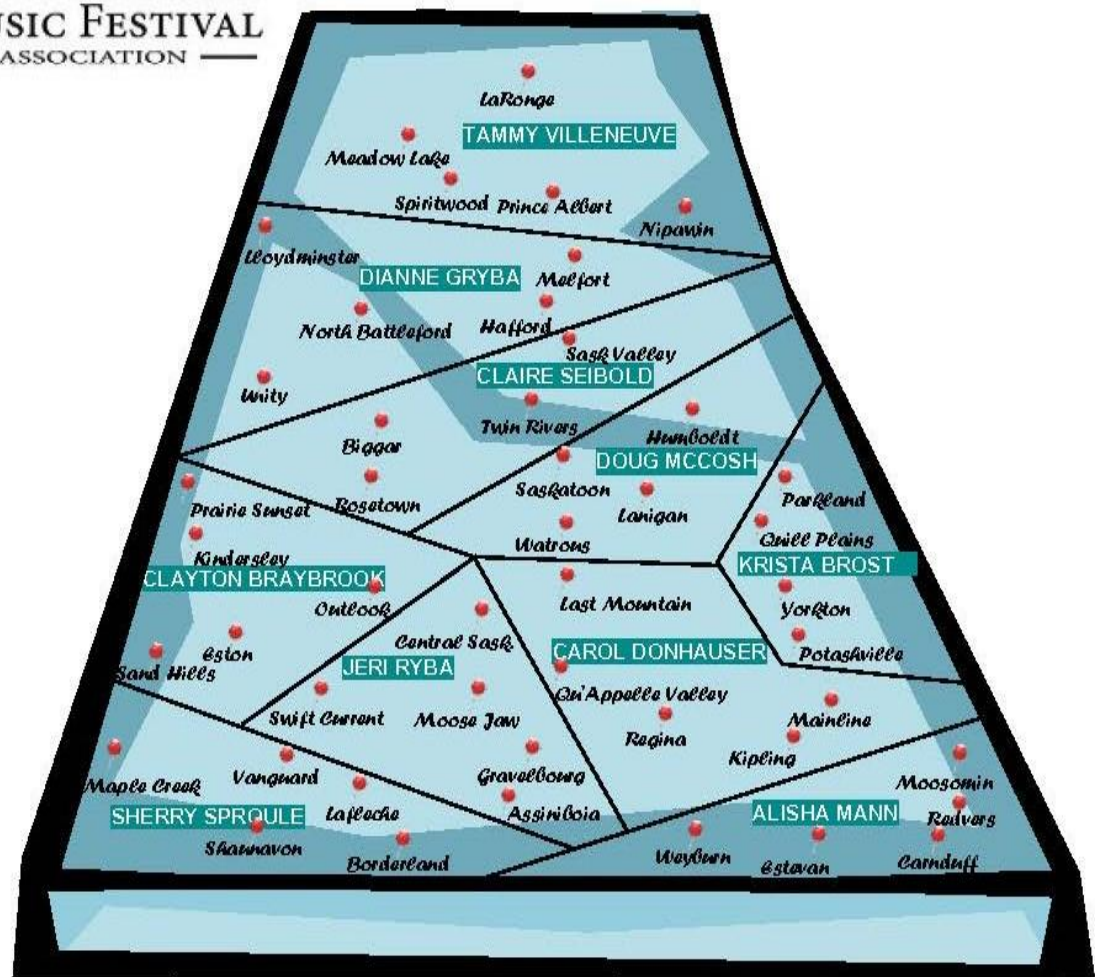 USIC FESTIVAL
ASSOCIATION
LaRonge
TAMMY VILLENEUVE
Meadow Lake
Spiritwood
Prince Albert
Nipawin
Lloydminster
DIANNE GRYBA
Melfort
North Battleford
Hafford
Sask Valley
CLAIRE SEIBOLD
Unity
Biggar
Twin Rivers
Humboldt
DOUG MCCOSH
Saskatoon
Lanigan
Parkland
Prairie Sunset
Rosetown
Watrous
Quill Plains
KRISTA BROST
Kindersley
CLAYTON BRAYBROOK
Outlook
Last Mountain
Yorkton
Central Sask.
CAROL DONHAUSER
Potashville
Eston
Sand Hills
JERI RYBA
Qu'Appelle Valley
Swift Current
Moose Jaw
Regina
Mainline
Kipling
Maple Creek
Vanguard
Gravelbourg
Moosomin
SHERRY SPROULE
Lafleche
Assiniboia
ALISHA MANN
Redvers
Shaunavon
Borderland
Weyburn
Estevan
Carnduff